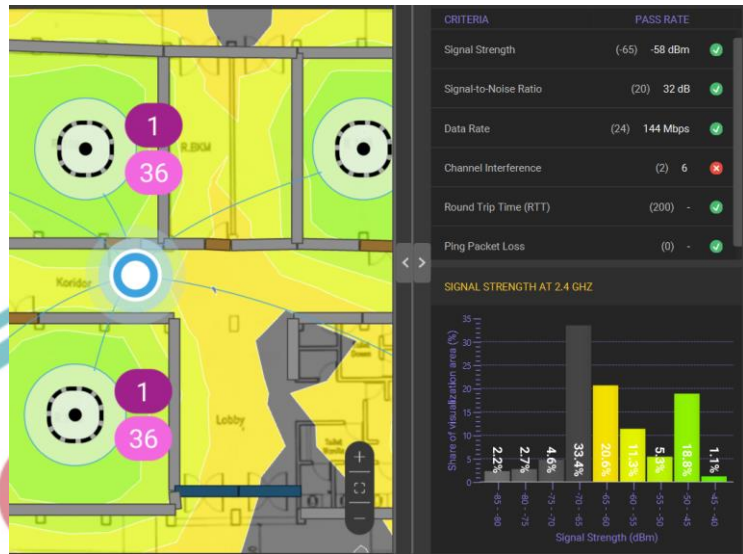 1
36
R.BKM
Koridor
1
36
Lobby
Toilet
Wanita
+
−
< >
CRITERIA PASS RATE
Signal Strength (-65) -58 dBm
Signal-to-Noise Ratio (20) 32 dB
Data Rate (24) 144 Mbps
Channel Interference (2) 6
Round Trip Time (RTT) (200) -
Ping Packet Loss (0) -
SIGNAL STRENGTH AT 2.4 GHZ
Share of visualization area (%)
35
30
25
20
15
10
5
0
2.2% 2.7% 4.6% 33.4% 20.6% 11.3% 5.3% 18.8% 1.1%
-85 - -80 -80 - -75 -75 - -70 -70 - -65 -65 - -60 -60 - -55 -55 - -50 -50 - -45 -45 - -40
Signal Strength (dBm)